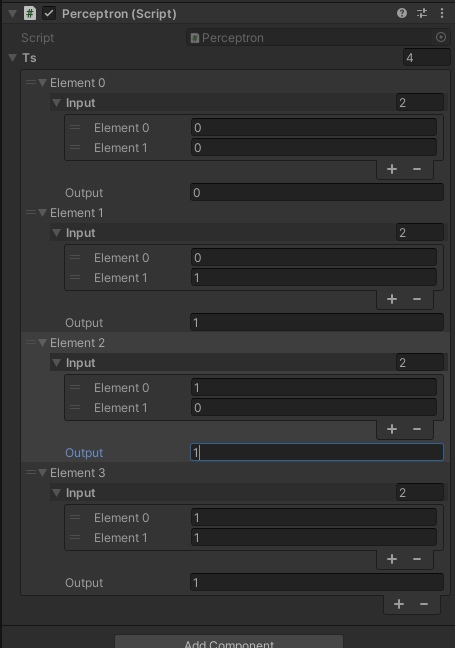 # Perceptron (Script)
Script # Perceptron
Ts 4
Element 0
Input 2
Element 0 0
Element 1 0
+ −
Output 0
Element 1
Input 2
Element 0 0
Element 1 1
+ −
Output 1
Element 2
Input 2
Element 0 1
Element 1 0
+ −
Output 1
Element 3
Input 2
Element 0 1
Element 1 1
+ −
Output 1
+ −
Add Component